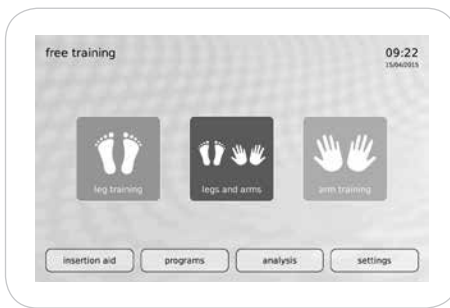 free training
09:22
15/04/2015
leg training
legs and arms
arm training
insertion aid
programs
analysis
settings